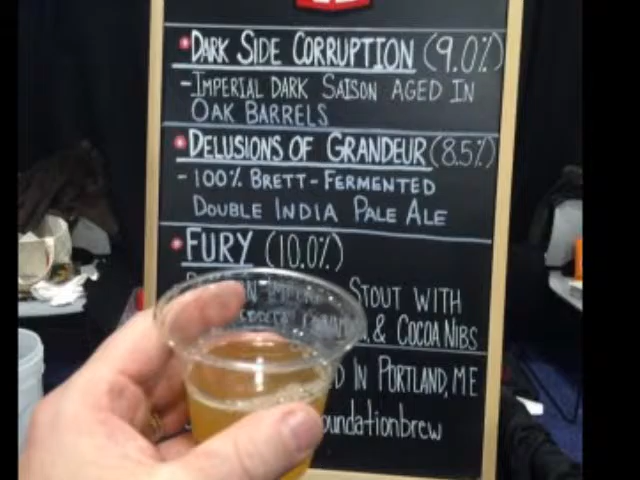 DARK SIDE CORRUPTION (9.0%)
-IMPERIAL DARK SAISON AGED IN
OAK BARRELS
DELUSIONS OF GRANDEUR (8.5%)
- 100% BRETT-FERMENTED
DOUBLE INDIA PALE ALE
FURY (10.0%)
STOUT WITH
& COCOA NIBS
IN PORTLAND, ME
oundationbrew